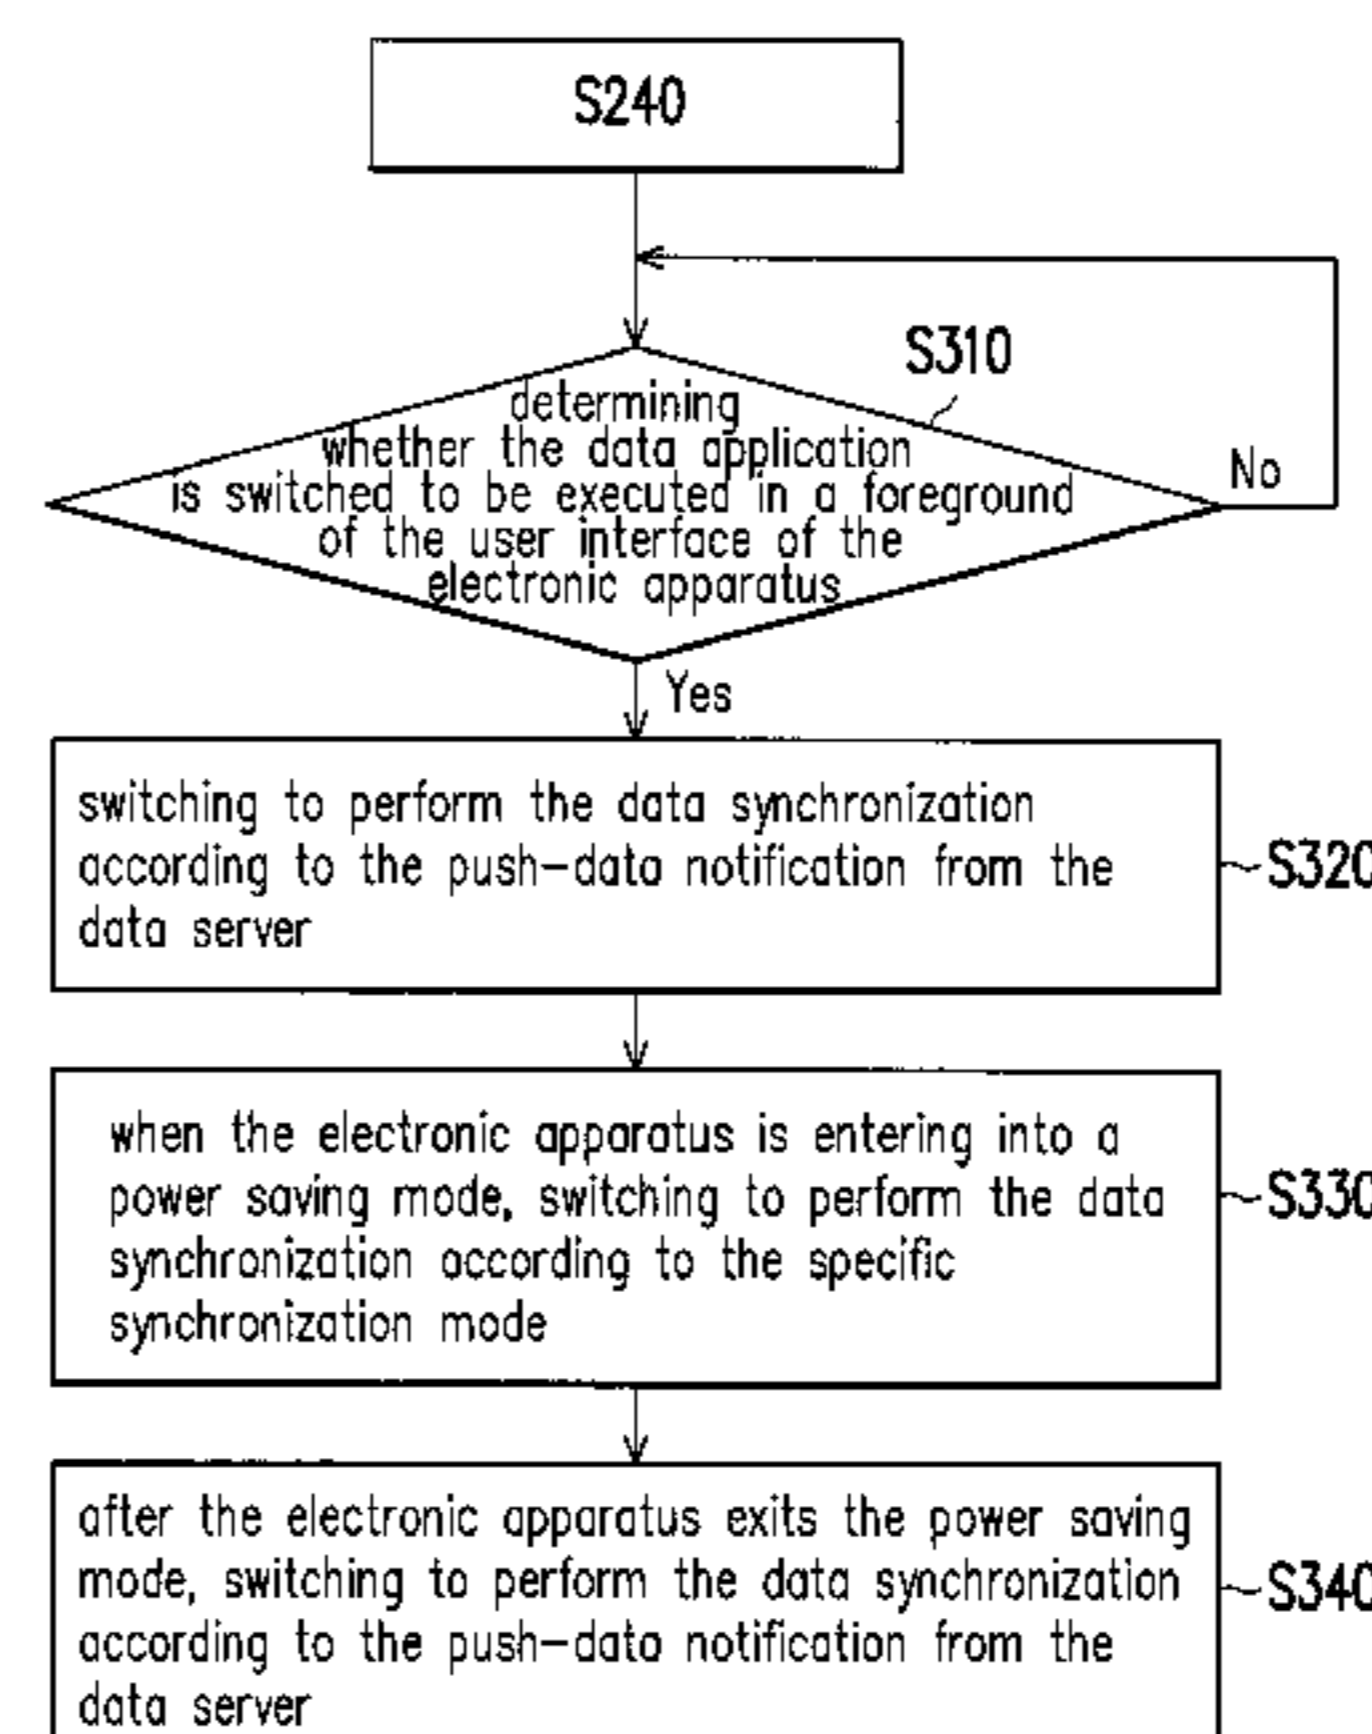 S240
S310
determining
whether the data application
is switched to be executed in a foreground
of the user interface of the
electronic apparatus
No
Yes
switching to perform the data synchronization
according to the push-data notification from the
data server
S320
when the electronic apparatus is entering into a
power saving mode, switching to perform the data
synchronization according to the specific
synchronization mode
S330
after the electronic apparatus exits the power saving
mode, switching to perform the data synchronization
according to the push-data notification from the
data server
S340